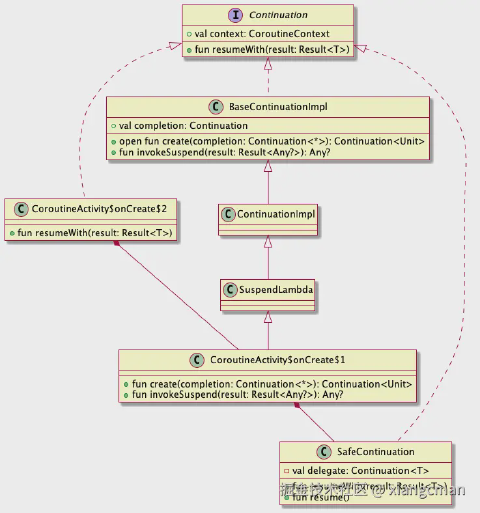 I Continuation
val context: CoroutineContext
fun resumeWith(result: Result<T>)
C BaseContinuationImpl
val completion: Continuation
open fun create(completion: Continuation<*>): Continuation<Unit>
fun invokeSuspend(result: Result<Any?>): Any?
C CoroutineActivity$onCreate$2
fun resumeWith(result: Result<T>)
C ContinuationImpl
C SuspendLambda
C CoroutineActivity$onCreate$1
fun create(completion: Continuation<*>): Continuation<Unit>
fun invokeSuspend(result: Result<Any?>): Any?
C SafeContinuation
val delegate: Continuation<T>
fun resumeWith(result: Result<T>)
fun resume()
掘金技术社区 @ xiangcman